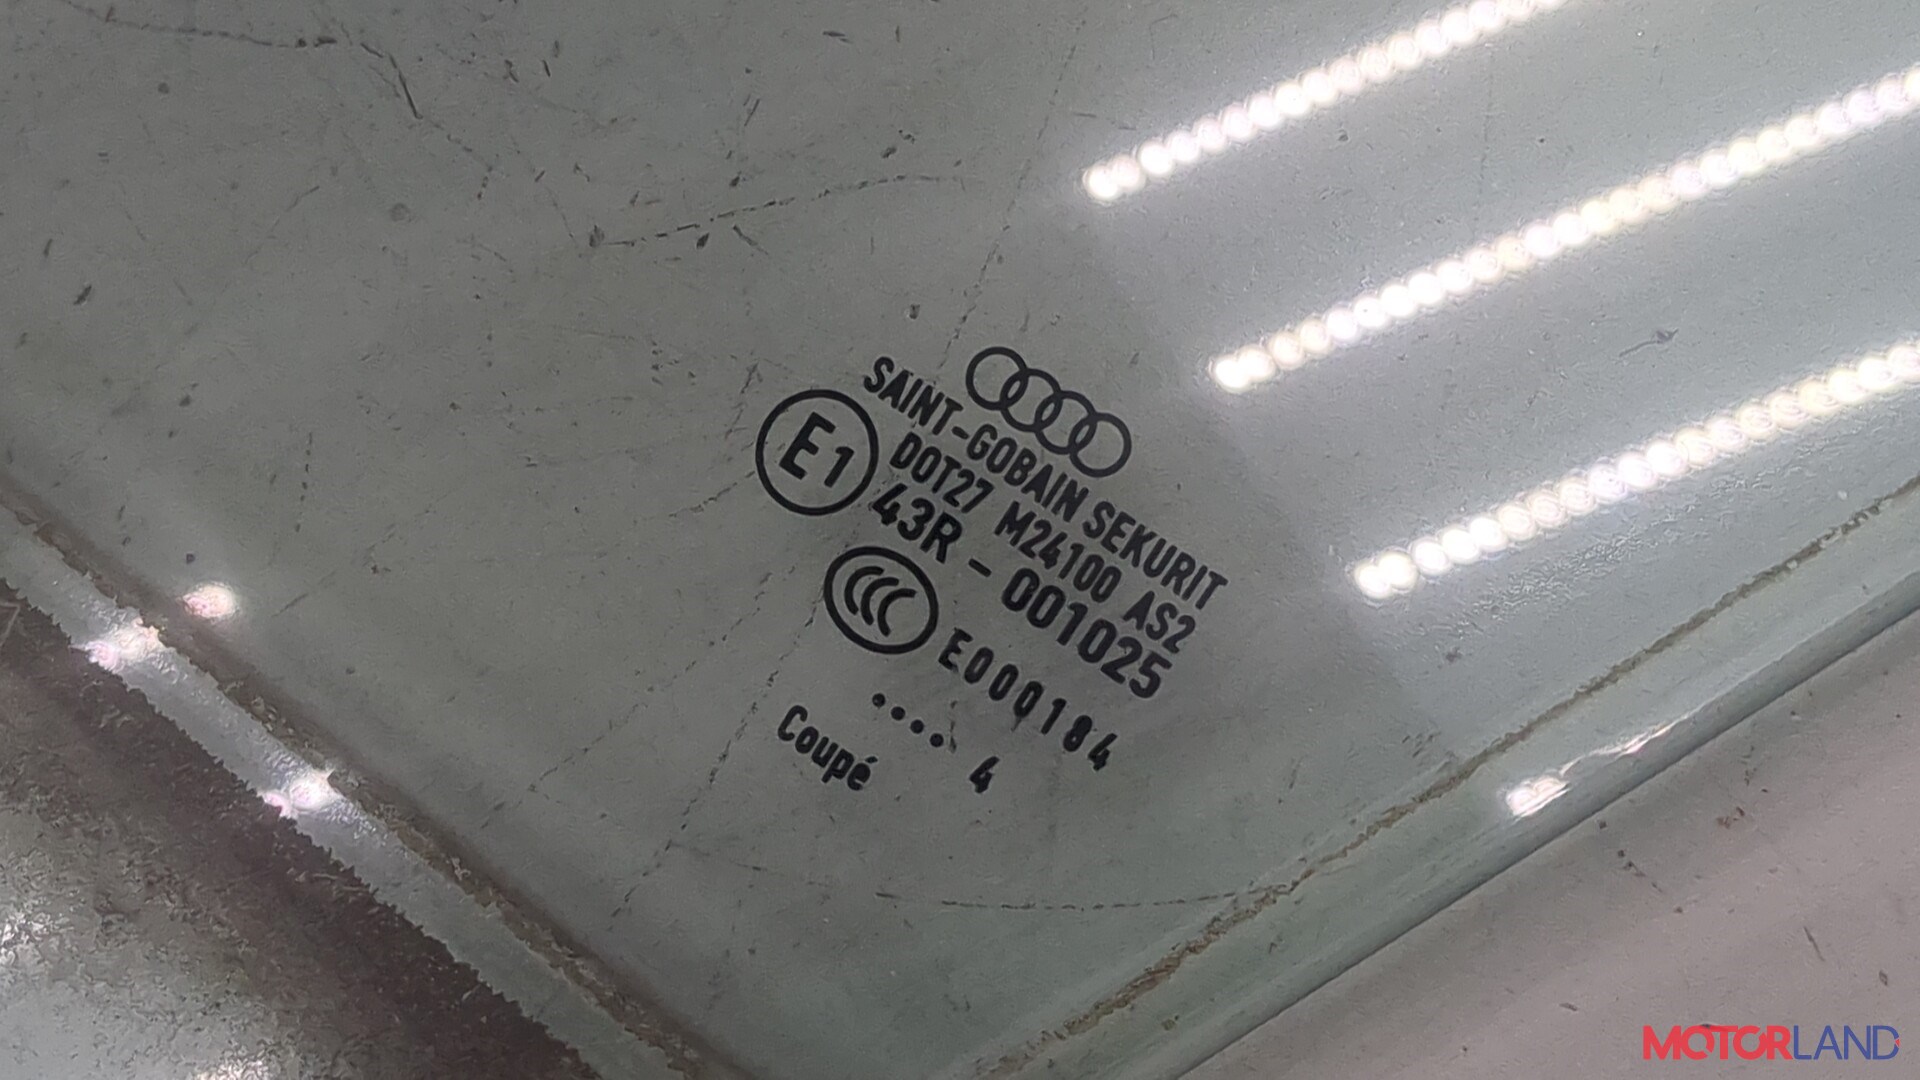 SAINT-GOBAIN SEKURIT
DOT27 M24100 AS2
E1
43R - 001025
CCC
E000184
.... 4
Coupé
MOTORLAND